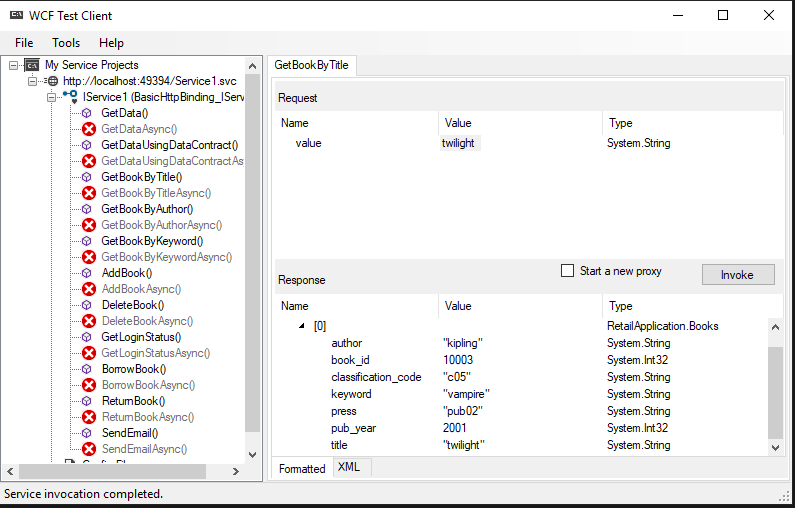 WCF Test Client
File Tools Help
My Service Projects
http://localhost:49394/Service1.svc
IService1 (BasicHttpBinding_IServ
GetData()
GetDataAsync()
GetDataUsingDataContract()
GetDataUsingDataContractAs
GetBookByTitle()
GetBookByTitleAsync()
GetBookByAuthor()
GetBookByAuthorAsync()
GetBookByKeyword()
GetBookByKeywordAsync()
AddBook()
AddBookAsync()
DeleteBook()
DeleteBookAsync()
GetLoginStatus()
GetLoginStatusAsync()
BorrowBook()
BorrowBookAsync()
ReturnBook()
ReturnBookAsync()
SendEmail()
SendEmailAsync()
GetBookByTitle
Request
Name Value Type
value twilight System.String
Response
Start a new proxy Invoke
Name Value Type
[0] RetailApplication.Books
author "kipling" System.String
book_id 10003 System.Int32
classification_code "c05" System.String
keyword "vampire" System.String
press "pub02" System.String
pub_year 2001 System.Int32
title "twilight" System.String
Formatted XML
Service invocation completed.